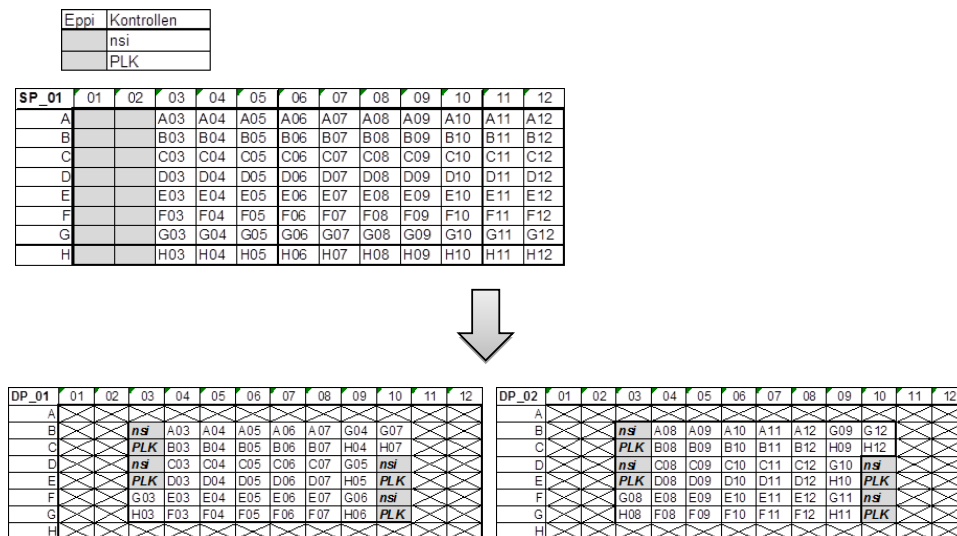 Eppi Kontrollen
nsi
PLK
SP_01 01 02 03 04 05 06 07 08 09 10 11 12
A A03 A04 A05 A06 A07 A08 A09 A10 A11 A12
B B03 B04 B05 B06 B07 B08 B09 B10 B11 B12
C C03 C04 C05 C06 C07 C08 C09 C10 C11 C12
D D03 D04 D05 D06 D07 D08 D09 D10 D11 D12
E E03 E04 E05 E06 E07 E08 E09 E10 E11 E12
F F03 F04 F05 F06 F07 F08 F09 F10 F11 F12
G G03 G04 G05 G06 G07 G08 G09 G10 G11 G12
H H03 H04 H05 H06 H07 H08 H09 H10 H11 H12
DP_01 01 02 03 04 05 06 07 08 09 10 11 12
A
B nsi A03 A04 A05 A06 A07 G04 G07
C PLK B03 B04 B05 B06 B07 H04 H07
D nsi C03 C04 C05 C06 C07 G05 nsi
E PLK D03 D04 D05 D06 D07 H05 PLK
F G03 E03 E04 E05 E06 E07 G06 nsi
G H03 F03 F04 F05 F06 F07 H06 PLK
H
DP_02 01 02 03 04 05 06 07 08 09 10 11 12
A
B nsi A08 A09 A10 A11 A12 G09 G12
C PLK B08 B09 B10 B11 B12 H09 H12
D nsi C08 C09 C10 C11 C12 G10 nsi
E PLK D08 D09 D10 D11 D12 H10 PLK
F G08 E08 E09 E10 E11 E12 G11 nsi
G H08 F08 F09 F10 F11 F12 H11 PLK
H